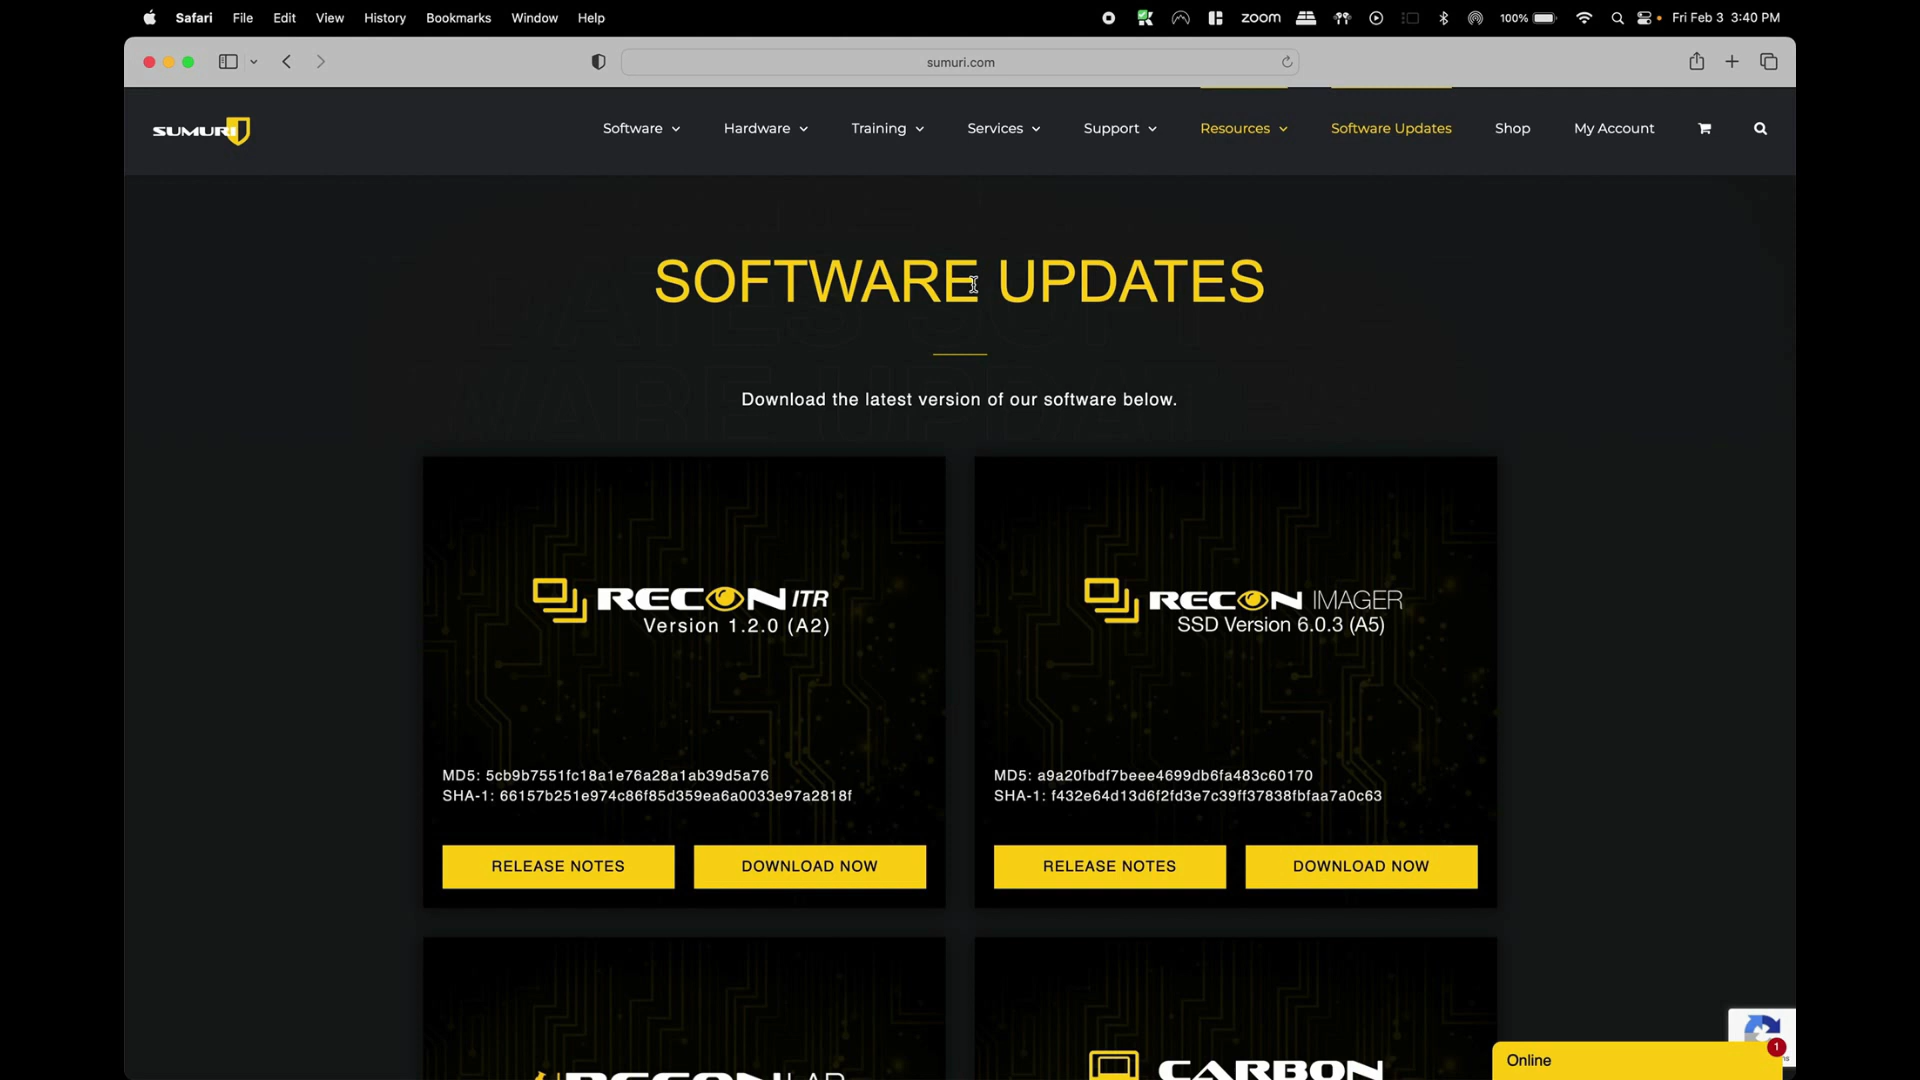 Safari File Edit View History Bookmarks Window Help zoom 100% Fri Feb 3 3:40 PM
sumuri.com
SUMURI Software Hardware Training Services Support Resources Software Updates Shop My Account
SOFTWARE UPDATES
Download the latest version of our software below.
RECON ITR
Version 1.2.0 (A2)
MD5: 5cb9b7551fc18a1e76a28a1ab39d5a76
SHA-1: 66157b251e974c86f85d359ea6a0033e97a2818f
RELEASE NOTES DOWNLOAD NOW
RECON IMAGER
SSD Version 6.0.3 (A5)
MD5: a9a20fbdf7beee4699db6fa483c60170
SHA-1: f432e64d13d6f2fd3e7c39ff37838fbfaa7a0c63
RELEASE NOTES DOWNLOAD NOW
RECON LAB
CARBON
1
Online